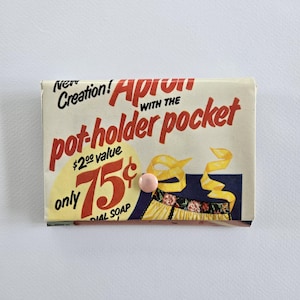 New
Creation! Apron
WITH THE
pot-holder pocket
$2.00 value
only 75¢
DIAL SOAP